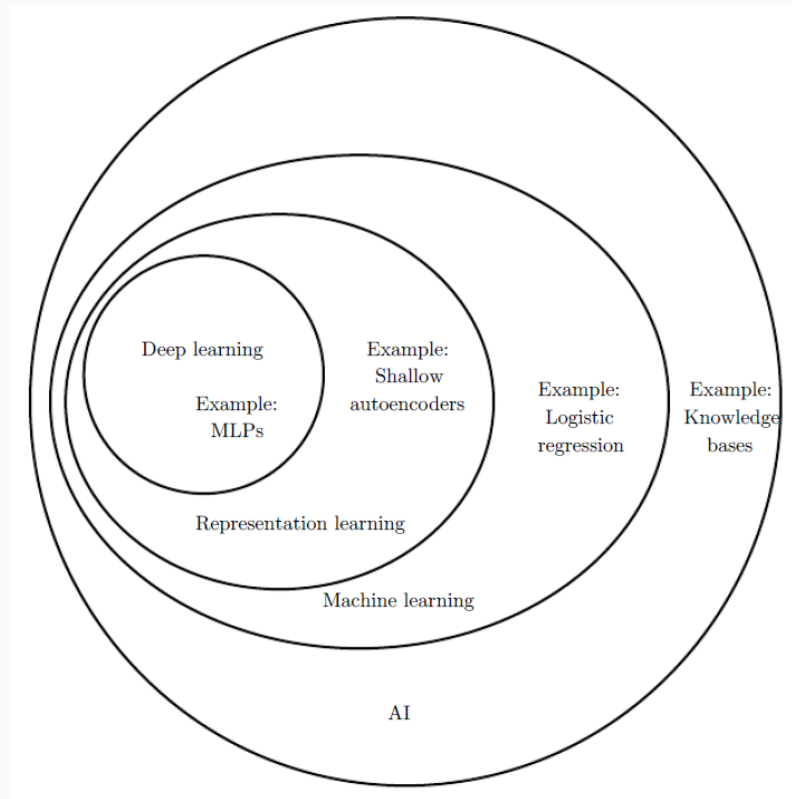 Deep learning
Example:
MLPs
Example:
Shallow
autoencoders
Example:
Logistic
regression
Example:
Knowledge
bases
Representation learning
Machine learning
AI